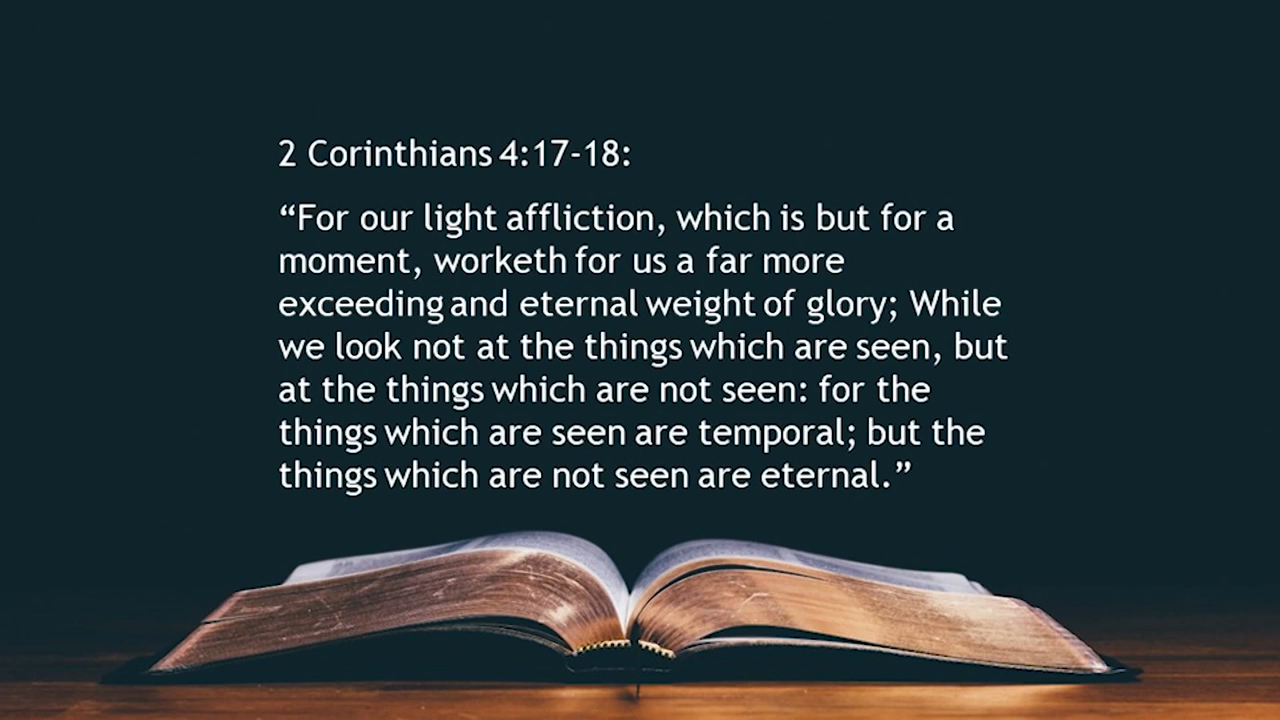 2 Corinthians 4:17-18:
“For our light affliction, which is but for a
moment, worketh for us a far more
exceeding and eternal weight of glory; While
we look not at the things which are seen, but
at the things which are not seen: for the
things which are seen are temporal; but the
things which are not seen are eternal.”